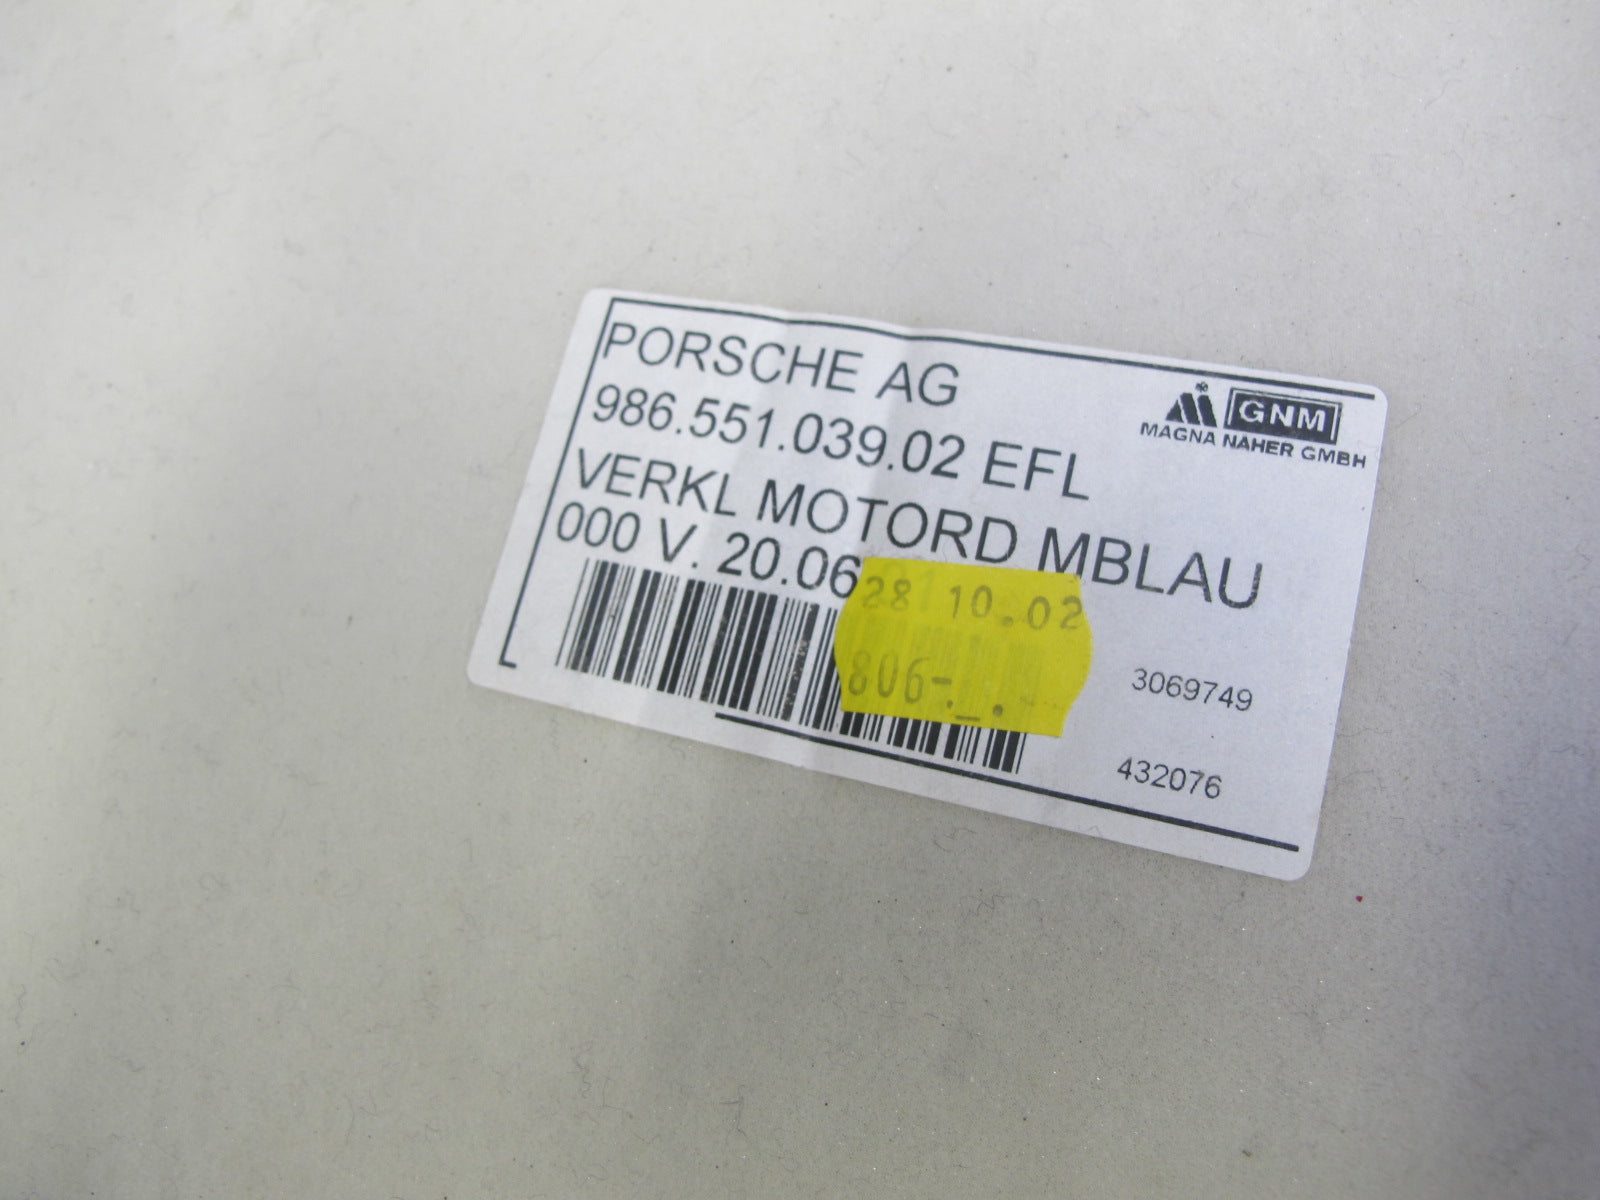 PORSCHE AG
GNM
MAGNA NAHER GMBH
986.551.039.02 EFL
VERKL MOTORD MBLAU
000 V. 20.06
28 10.02
806-
3069749
432076